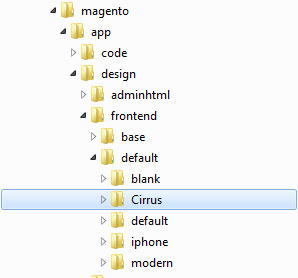 magento
app
code
design
adminhtml
frontend
base
default
blank
Cirrus
default
iphone
modern